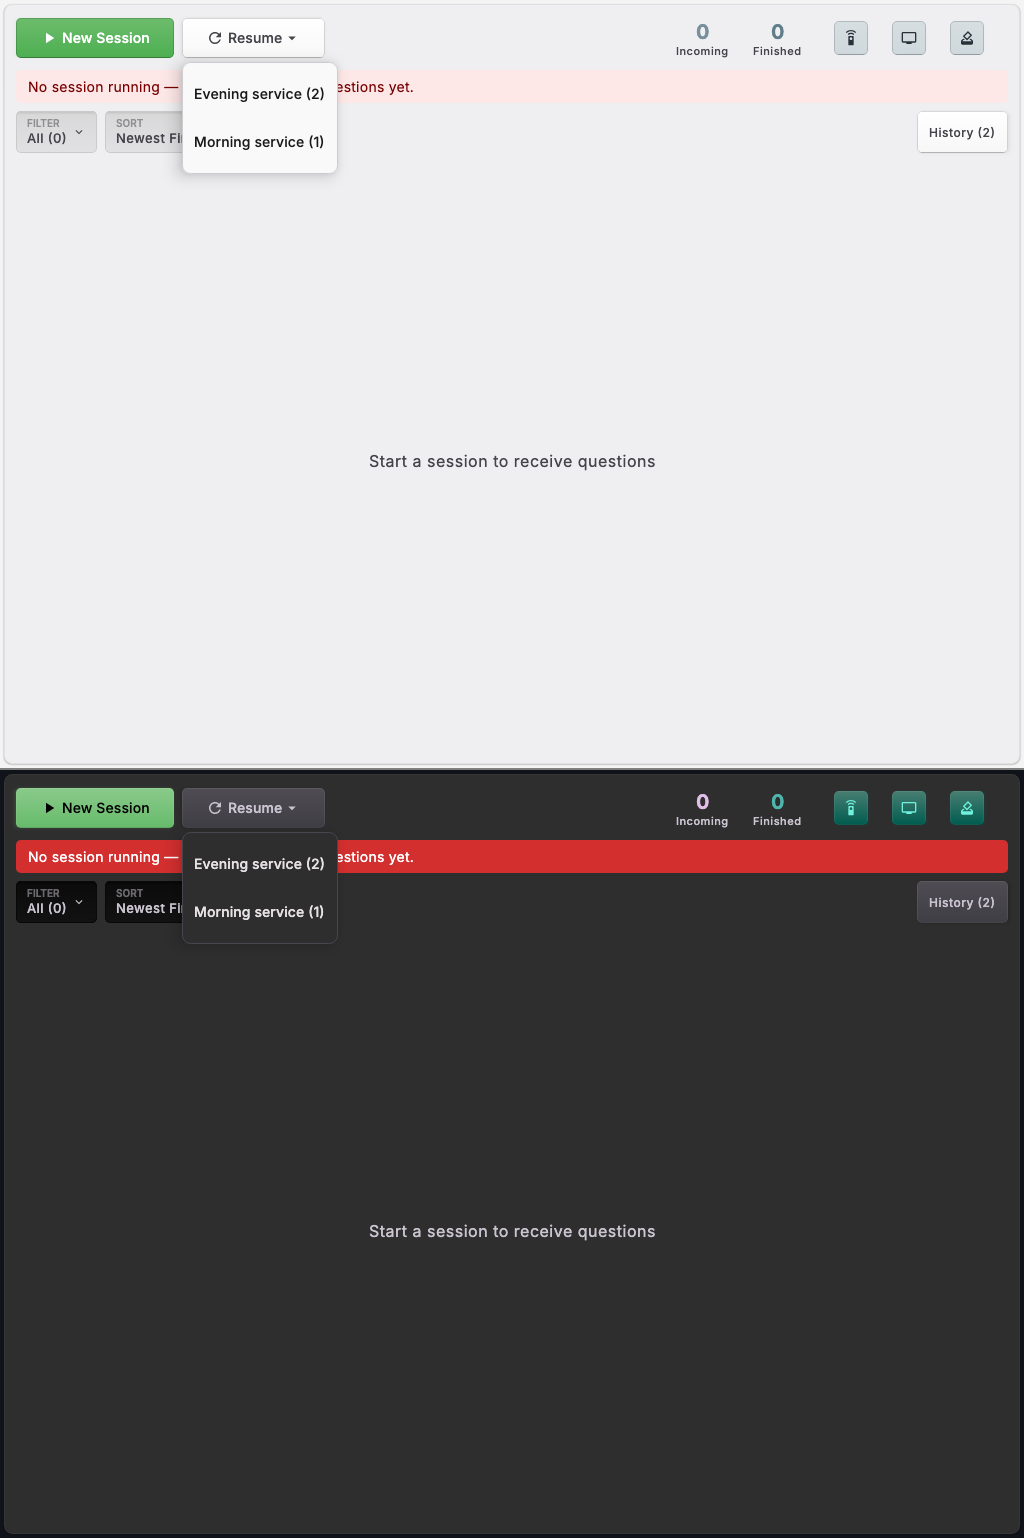 New Session
Resume
0
Incoming
0
Finished
No session running —
estions yet.
Evening service (2)
Morning service (1)
FILTER
All (0)
SORT
Newest Fi
History (2)
Start a session to receive questions
New Session
Resume
0
Incoming
0
Finished
No session running —
estions yet.
Evening service (2)
Morning service (1)
FILTER
All (0)
SORT
Newest Fi
History (2)
Start a session to receive questions